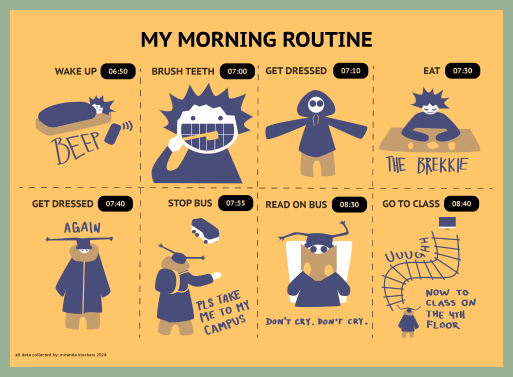 MY MORNING ROUTINE
WAKE UP 06:50
BRUSH TEETH 07:00
GET DRESSED 07:10
EAT 07:30
BEEP
THE BREKKIE
GET DRESSED 07:40
STOP BUS 07:55
READ ON BUS 08:30
GO TO CLASS 08:40
AGAIN
PLS TAKE
ME TO MY
CAMPUS
DON'T CRY. DON'T CRY.
UUUGHH
NOW TO
CLASS ON
THE 4TH
FLOOR
all data collected by: miranda blockers 2024